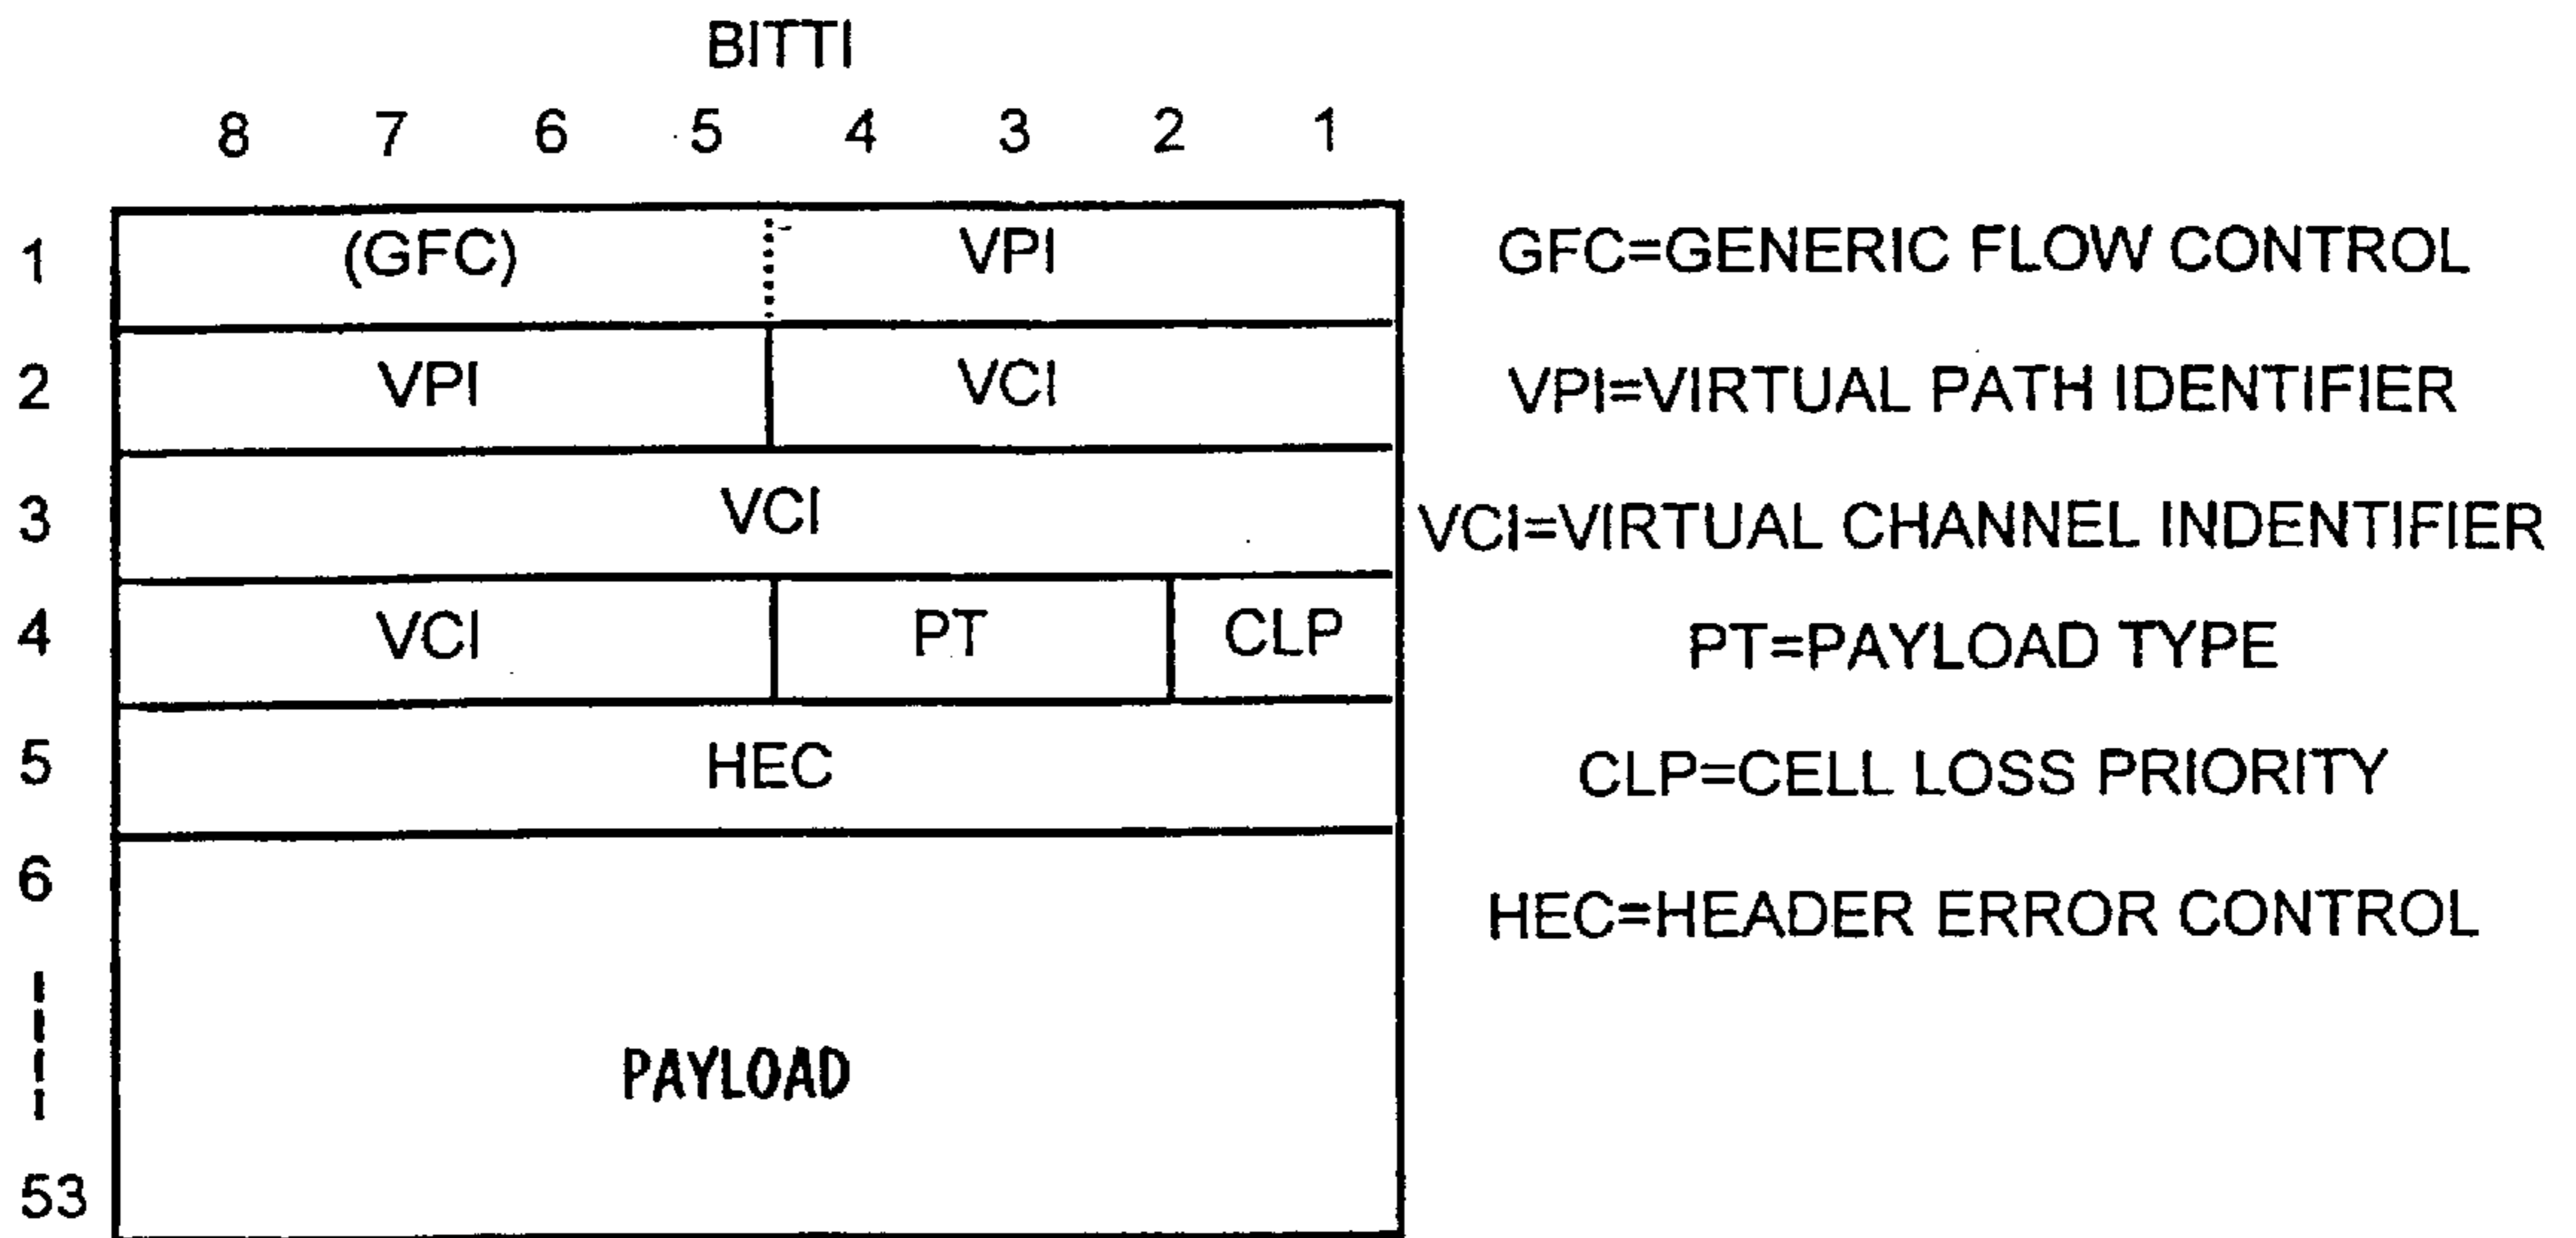 BITTI
8 7 6 5 4 3 2 1
1 (GFC) VPI GFC=GENERIC FLOW CONTROL
2 VPI VCI VPI=VIRTUAL PATH IDENTIFIER
3 VCI VCI=VIRTUAL CHANNEL INDENTIFIER
4 VCI PT CLP PT=PAYLOAD TYPE
5 HEC CLP=CELL LOSS PRIORITY
6 HEC=HEADER ERROR CONTROL
PAYLOAD
53